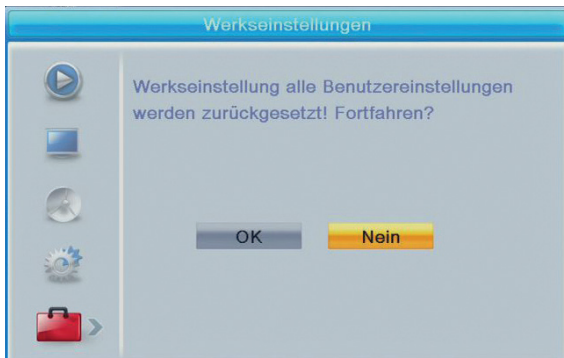 Werkseinstellungen
Werkseinstellung alle Benutzereinstellungen
werden zurückgesetzt! Fortfahren?
OK
Nein